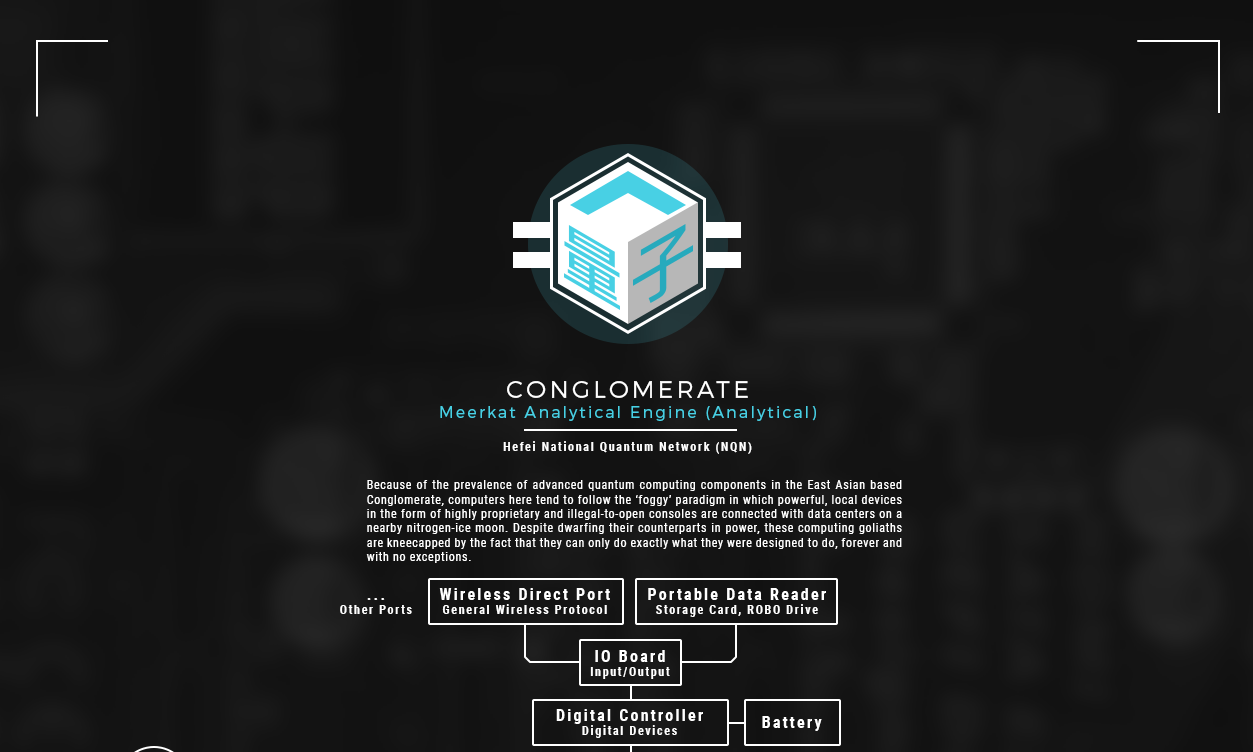 量子
CONGLOMERATE
Meerkat Analytical Engine (Analytical)
Hefei National Quantum Network (NQN)
Because of the prevalence of advanced quantum computing components in the East Asian based
Conglomerate, computers here tend to follow the ‘foggy’ paradigm in which powerful, local devices
in the form of highly proprietary and illegal-to-open consoles are connected with data centers on a
nearby nitrogen-ice moon. Despite dwarfing their counterparts in power, these computing goliaths
are kneecapped by the fact that they can only do exactly what they were designed to do, forever and
with no exceptions.
...
Other Ports
Wireless Direct Port
General Wireless Protocol
Portable Data Reader
Storage Card, ROBO Drive
IO Board
Input/Output
Digital Controller
Digital Devices
Battery